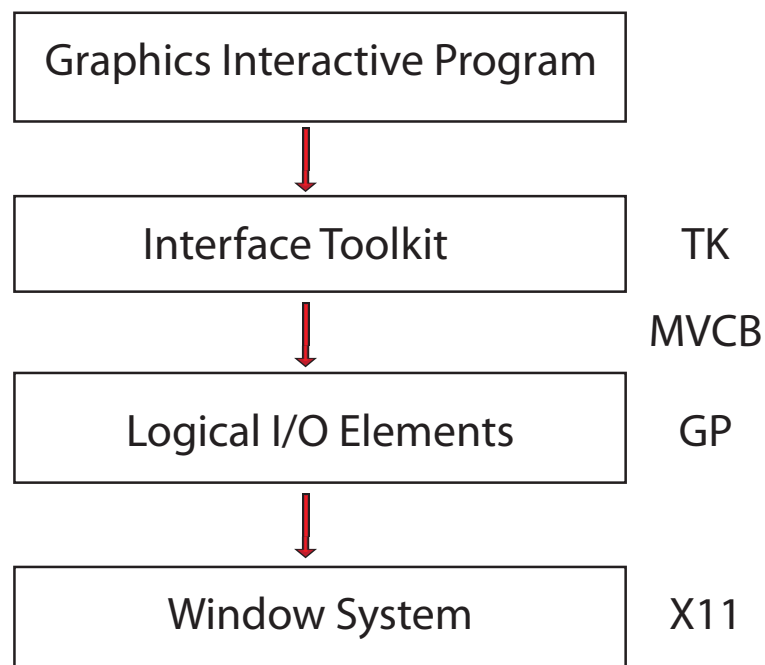 Graphics Interactive Program
Interface Toolkit TK
MVCB
Logical I/O Elements GP
Window System X11